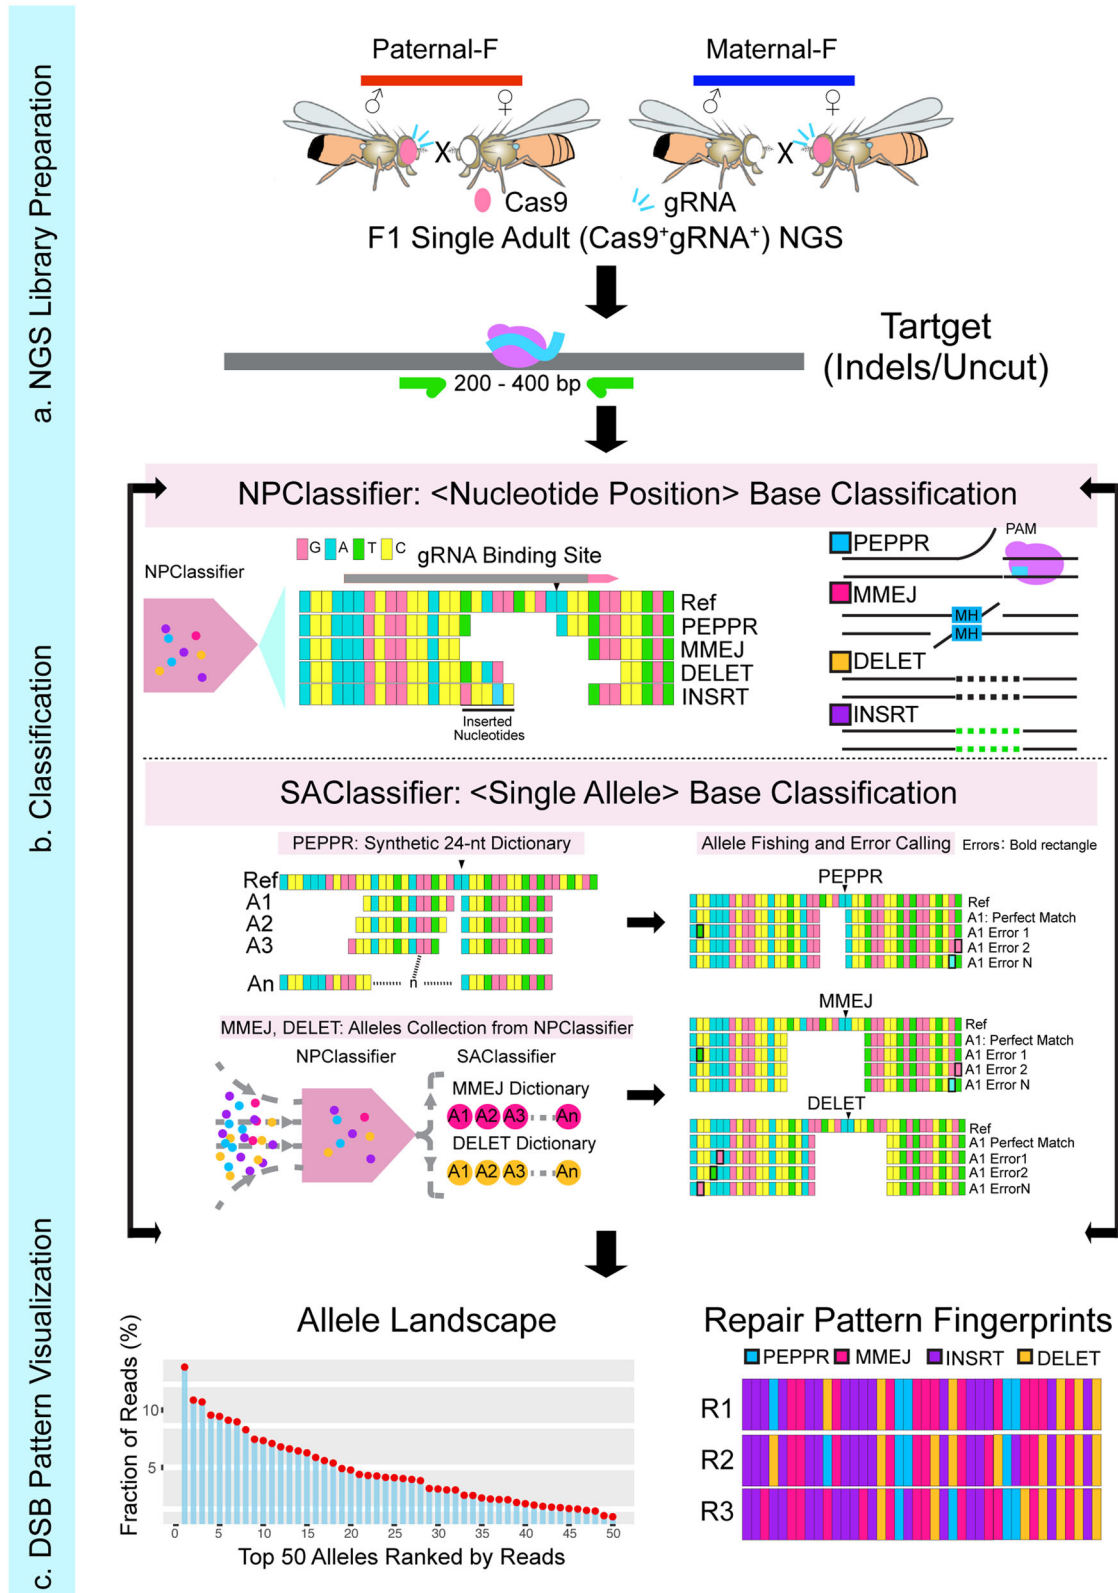 a. NGS Library Preparation
Paternal-F
Maternal-F
♂ ♀ ♂ ♀
X X
Cas9 gRNA
F1 Single Adult (Cas9⁺gRNA⁺) NGS
Tartget
(Indels/Uncut)
200 - 400 bp
b. Classification
NPClassifier: <Nucleotide Position> Base Classification
G A T C
gRNA Binding Site
NPClassifier
Ref
PEPPR
MMEJ
DELET
INSRT
Inserted
Nucleotides
PEPPR
PAM
MMEJ
MH
MH
DELET
INSRT
SAClassifier: <Single Allele> Base Classification
PEPPR: Synthetic 24-nt Dictionary
Ref
A1
A2
A3
An
n
Allele Fishing and Error Calling
Errors: Bold rectangle
PEPPR
Ref
A1: Perfect Match
A1 Error 1
A1 Error 2
A1 Error N
MMEJ
Ref
A1: Perfect Match
A1 Error 1
A1 Error 2
A1 Error N
DELET
Ref
A1 Perfect Match
A1 Error1
A1 Error2
A1 ErrorN
MMEJ, DELET: Alleles Collection from NPClassifier
NPClassifier
SAClassifier
MMEJ Dictionary
A1 A2 A3 An
DELET Dictionary
A1 A2 A3 An
c. DSB Pattern Visualization
Allele Landscape
Fraction of Reads (%)
10
5
0 5 10 15 20 25 30 35 40 45 50
Top 50 Alleles Ranked by Reads
Repair Pattern Fingerprints
PEPPR MMEJ INSRT DELET
R1
R2
R3